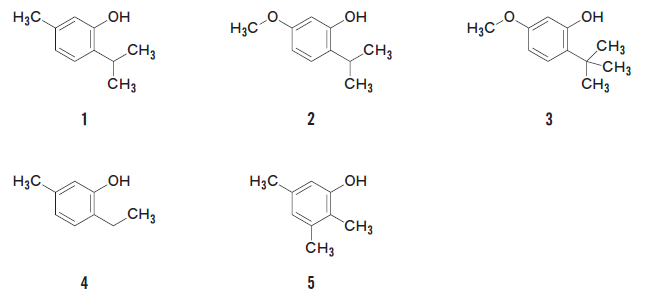 H3C OH CH3 CH3
1
H3C O OH CH3 CH3
2
H3C O OH CH3 CH3 CH3
3
H3C OH CH3
4
H3C OH CH3 CH3
5